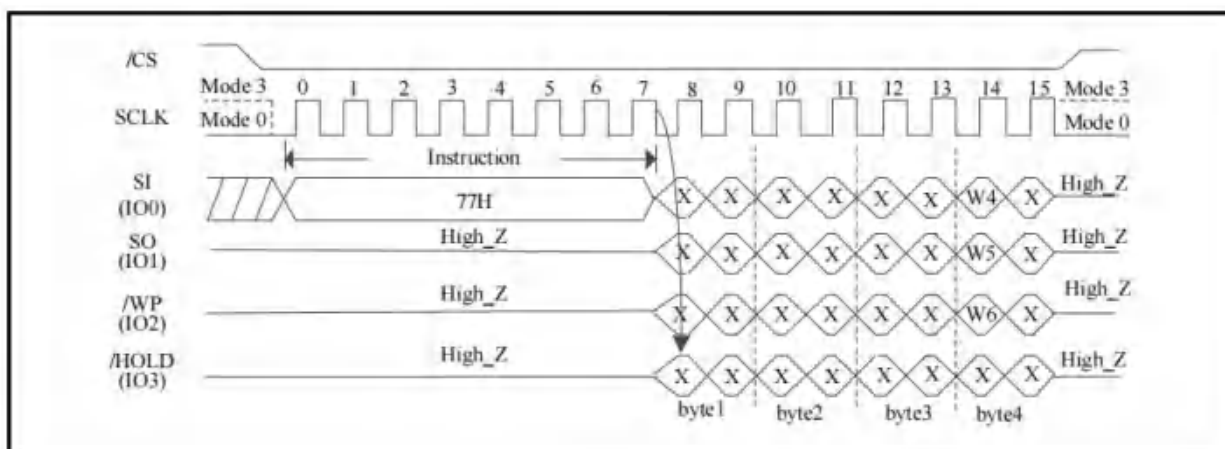 /CS
Mode 3 0 1 2 3 4 5 6 7 8 9 10 11 12 13 14 15 Mode 3
SCLK
Mode 0 Mode 0
Instruction
SI
(IO0)
77H
X X X X X X W4 X
High_Z
SO
(IO1)
High_Z
X X X X X X W5 X
High_Z
/WP
(IO2)
High_Z
X X X X X X W6 X
High_Z
/HOLD
(IO3)
High_Z
X X X X X X X X
High_Z
byte1 byte2 byte3 byte4